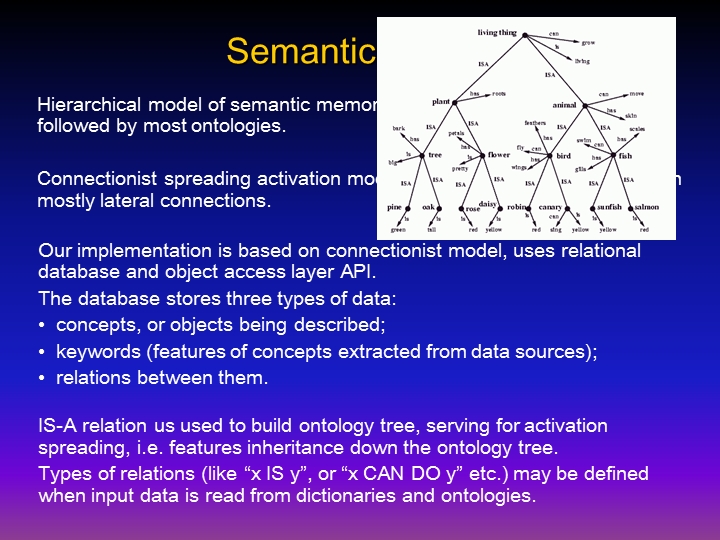 Semantic
Hierarchical model of semantic memor
followed by most ontologies.
Connectionist spreading activation mod
n
mostly lateral connections.
Our implementation is based on connectionist model, uses relational
database and object access layer API.
The database stores three types of data:
• concepts, or objects being described;
• keywords (features of concepts extracted from data sources);
• relations between them.
IS-A relation us used to build ontology tree, serving for activation
spreading, i.e. features inheritance down the ontology tree.
Types of relations (like “x IS y”, or “x CAN DO y” etc.) may be defined
when input data is read from dictionaries and ontologies.
living thing can grow
is living
ISA ISA
plant has roots animal can move
has skin
bark has ISA ISA petals has feathers ISA ISA swim can scales has
big is tree is pretty flower fly can has wings bird has gills fish
ISA ISA ISA ISA ISA ISA ISA ISA
pine oak rose daisy robin canary sunfish salmon
is is is is is can is is is
green tall red yellow red sing yellow yellow red